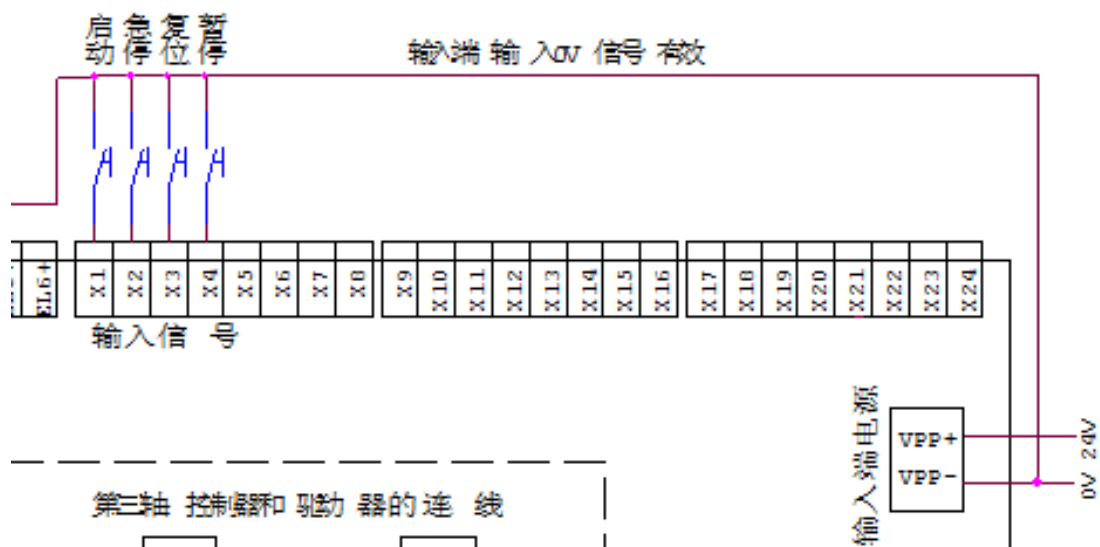 启动 急停 复位 暂停
输入端输入0V信号有效
EL6+ X1 X2 X3 X4 X5 X6 X7 X8 X9 X10 X11 X12 X13 X14 X15 X16 X17 X18 X19 X20 X21 X22 X23 X24
输入信号
输入端电源
VPP+ 24V
VPP- 0V
第三轴控制器和驱动器的连线